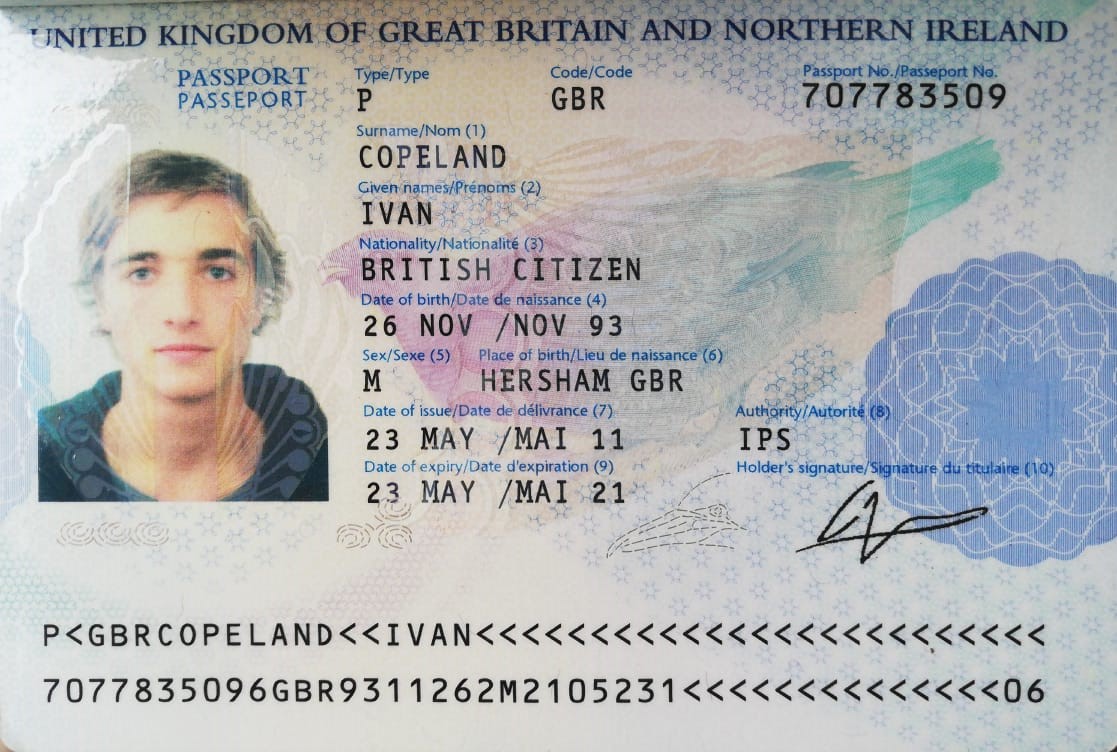 UNITED KINGDOM OF GREAT BRITAIN AND NORTHERN IRELAND
PASSPORT Type/Type Code/Code Passport No./Passeport No.
PASSEPORT P GBR 707783509
Surname/Nom (1)
COPELAND
Given names/Prénoms (2)
IVAN
Nationality/Nationalité (3)
BRITISH CITIZEN
Date of birth/Date de naissance (4)
26 NOV /NOV 93
Sex/Sexe (5) Place of birth/Lieu de naissance (6)
M HERSHAM GBR
Date of issue/Date de délivrance (7) Authority/Autorité (8)
23 MAY /MAI 11 IPS
Date of expiry/Date d'expiration (9) Holder's signature/Signature du titulaire (10)
23 MAY /MAI 21
P<GBRCOPELAND<<IVAN<<<<<<<<<<<<<<<<<<<<<<<<<
7077835096GBR9311262M2105231<<<<<<<<<<<<<<06